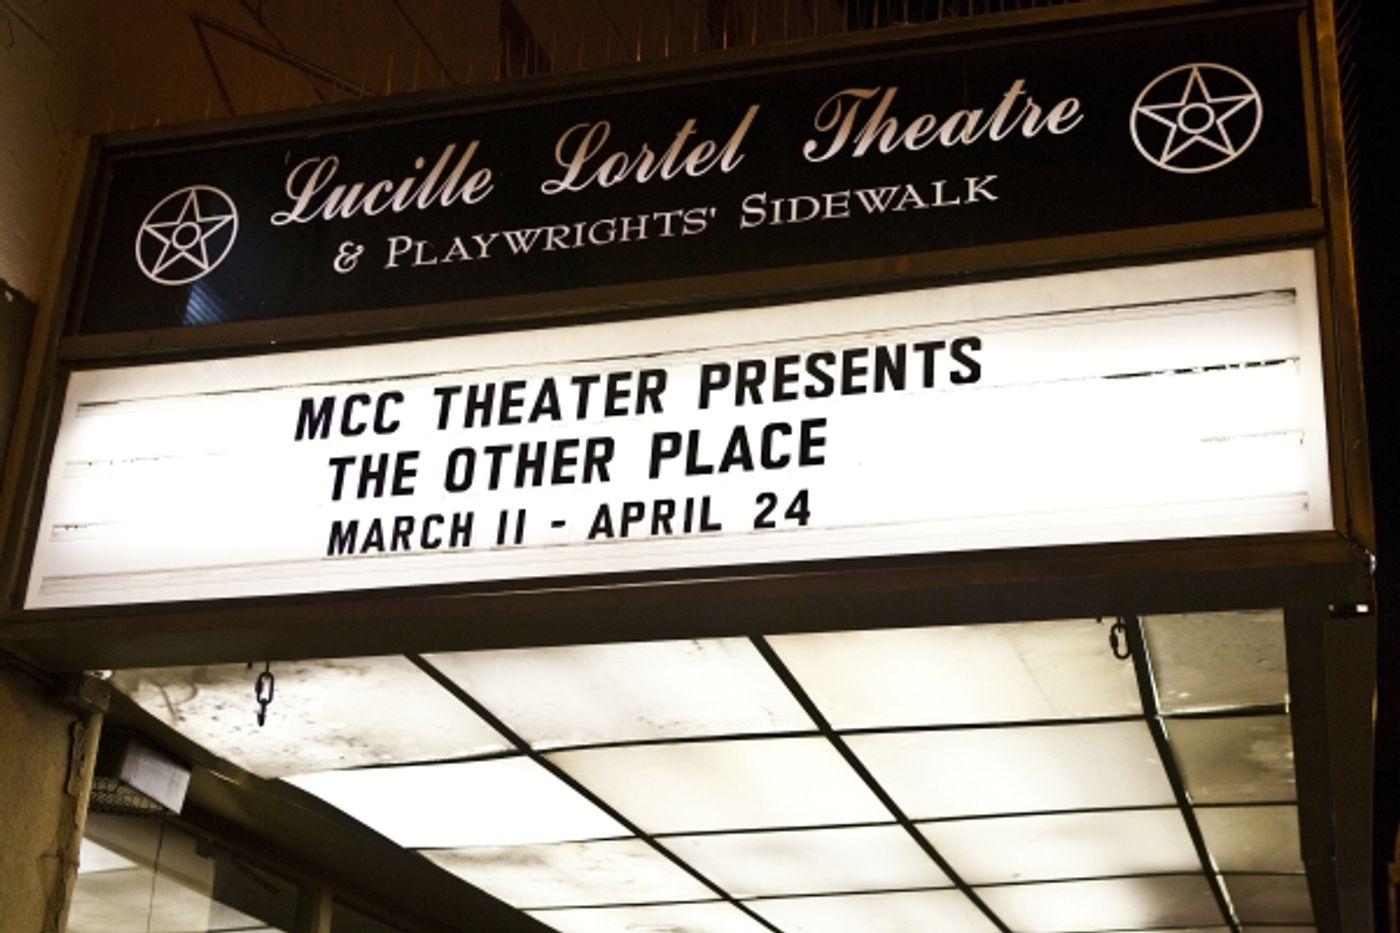 Lucille Lortel Theatre
& PLAYWRIGHTS' SIDEWALK
MCC THEATER PRESENTS
THE OTHER PLACE
MARCH 11 - APRIL 24